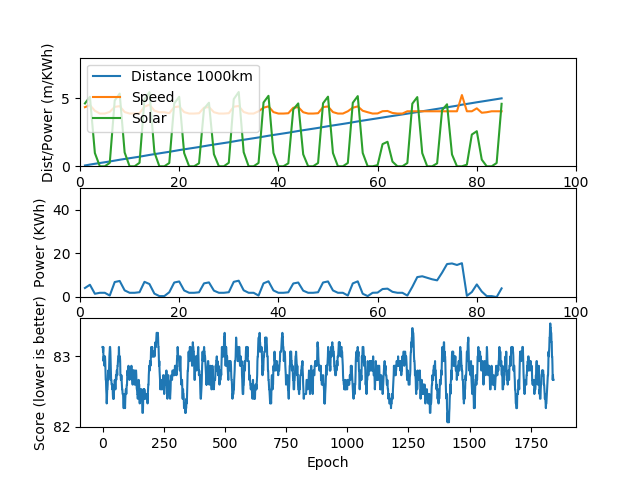 Dist/Power (m/KWh)
Distance 1000km
Speed
Solar
5
0
0 20 40 60 80 100
Power (KWh)
40
20
0
0 20 40 60 80 100
Score (lower is better)
83
82
0 250 500 750 1000 1250 1500 1750
Epoch